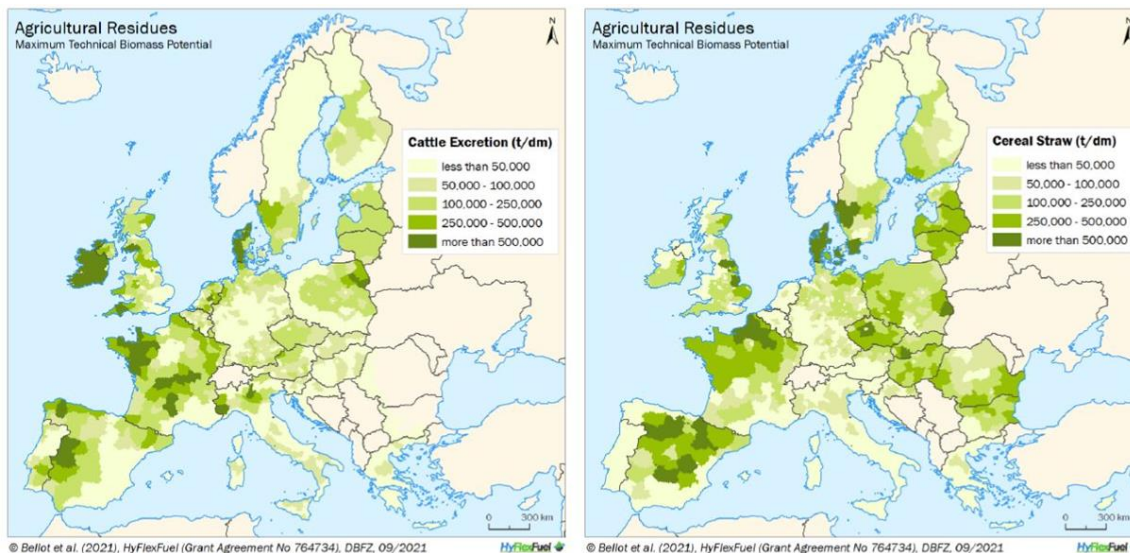 Agricultural Residues
Maximum Technical Biomass Potential
N
Cattle Excretion (t/dm)
less than 50,000
50,000 - 100,000
100,000 - 250,000
250,000 - 500,000
more than 500,000
0 300 km
© Bellot et al. (2021), HyFlexFuel (Grant Agreement No 764734), DBFZ, 09/2021
HyFlexFuel
Agricultural Residues
Maximum Technical Biomass Potential
N
Cereal Straw (t/dm)
less than 50,000
50,000 - 100,000
100,000 - 250,000
250,000 - 500,000
more than 500,000
0 300 km
© Bellot et al. (2021), HyFlexFuel (Grant Agreement No 764734), DBFZ, 09/2021
HyFlexFuel